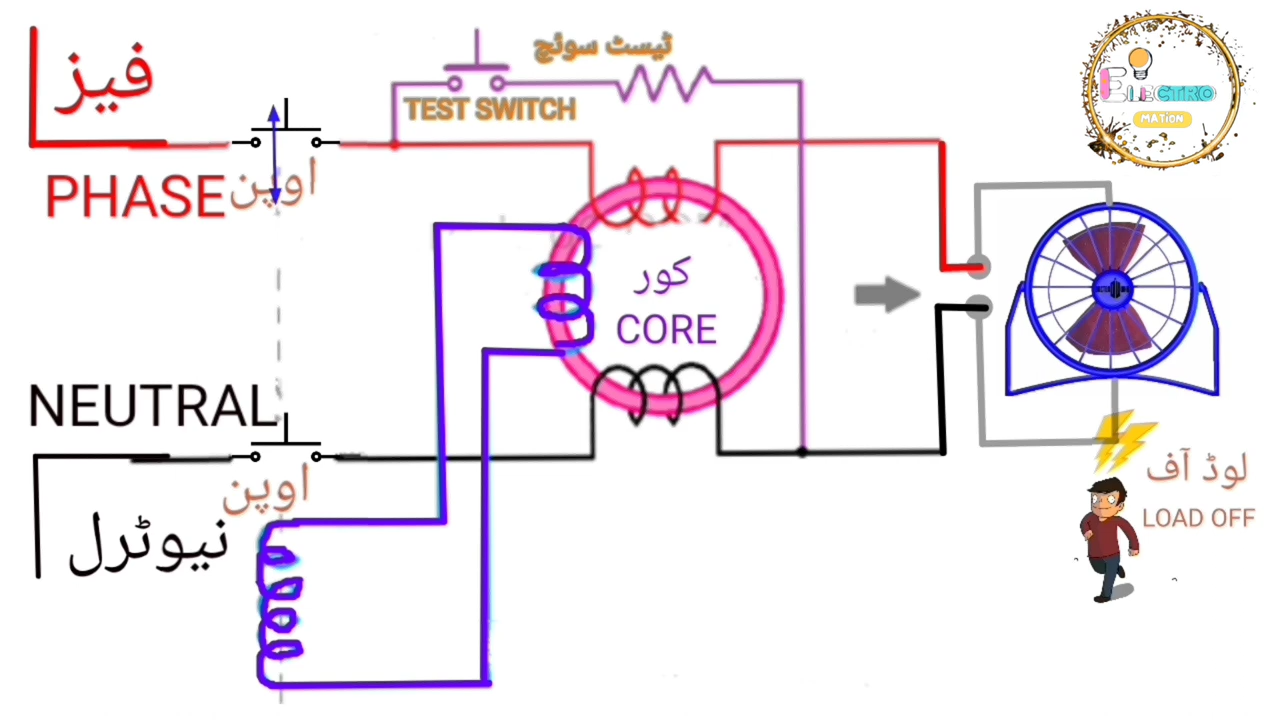 فیز
PHASE
اوپن
ٹیسٹ سوئچ
TEST SWITCH
ELECTRO
MATiON
کور
CORE
NEUTRAL
اوپن
نیوٹرل
لوڈ آف
LOAD OFF